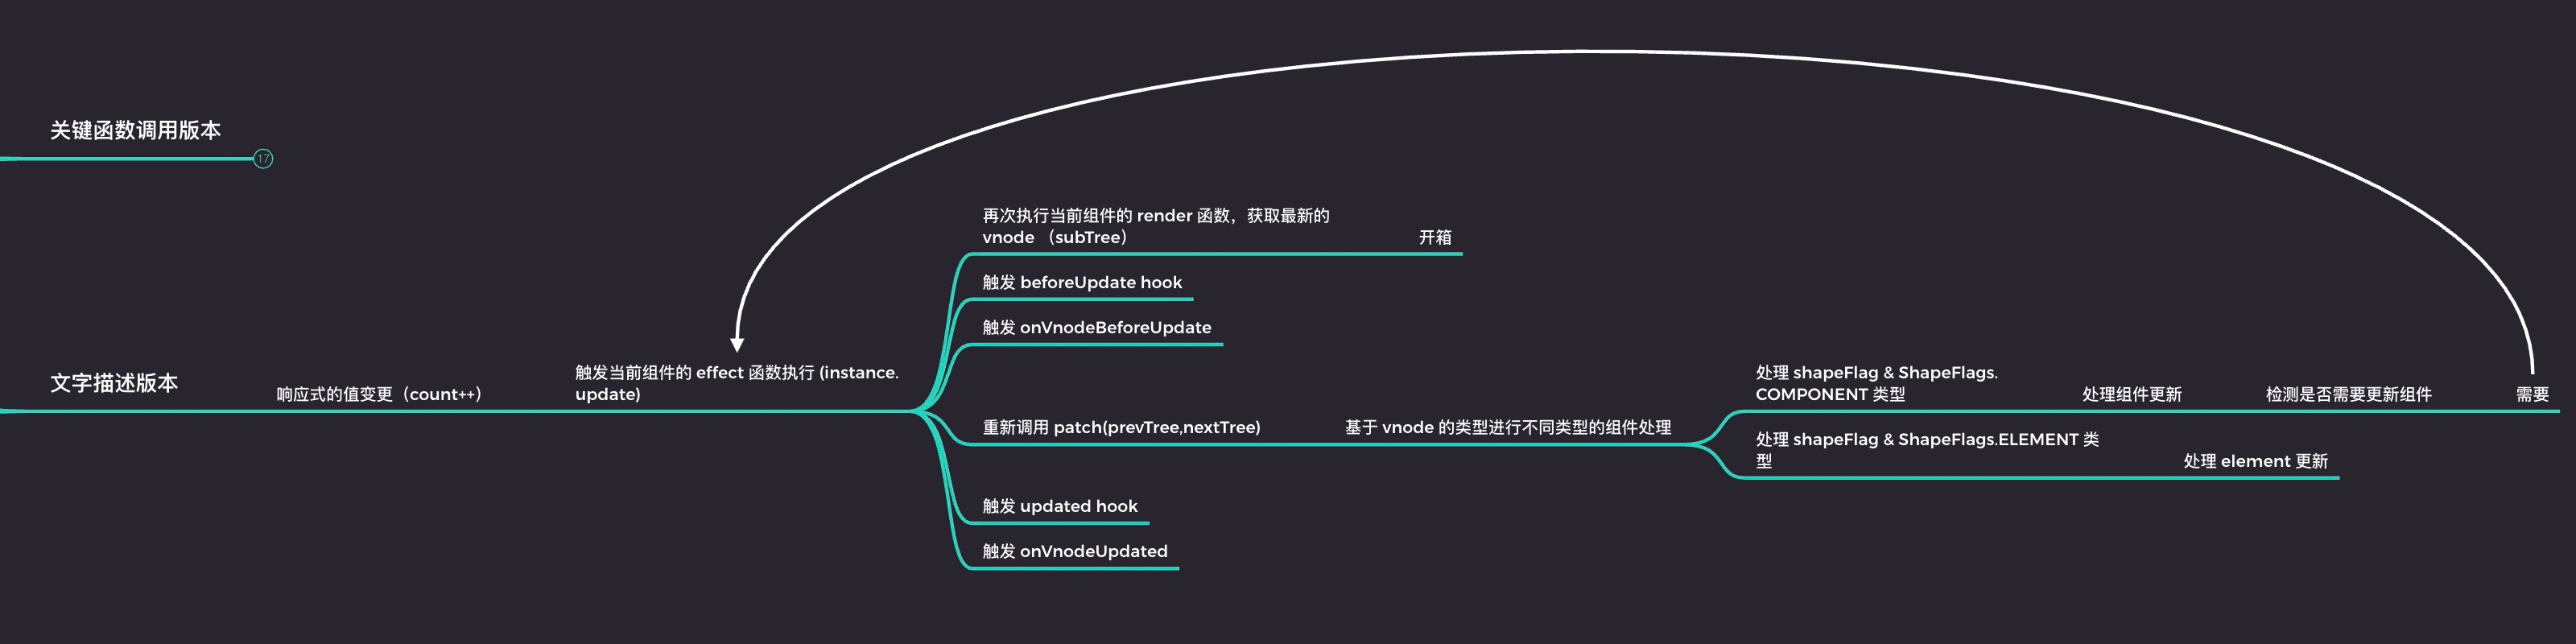 关键函数调用版本
17
文字描述版本
响应式的值变更（count++）
触发当前组件的 effect 函数执行 (instance.
update)
再次执行当前组件的 render 函数，获取最新的
vnode （subTree）
开箱
触发 beforeUpdate hook
触发 onVnodeBeforeUpdate
重新调用 patch(prevTree,nextTree)
基于 vnode 的类型进行不同类型的组件处理
处理 shapeFlag & ShapeFlags.
COMPONENT 类型
处理组件更新
检测是否需要更新组件
需要
处理 shapeFlag & ShapeFlags.ELEMENT 类
型
处理 element 更新
触发 updated hook
触发 onVnodeUpdated